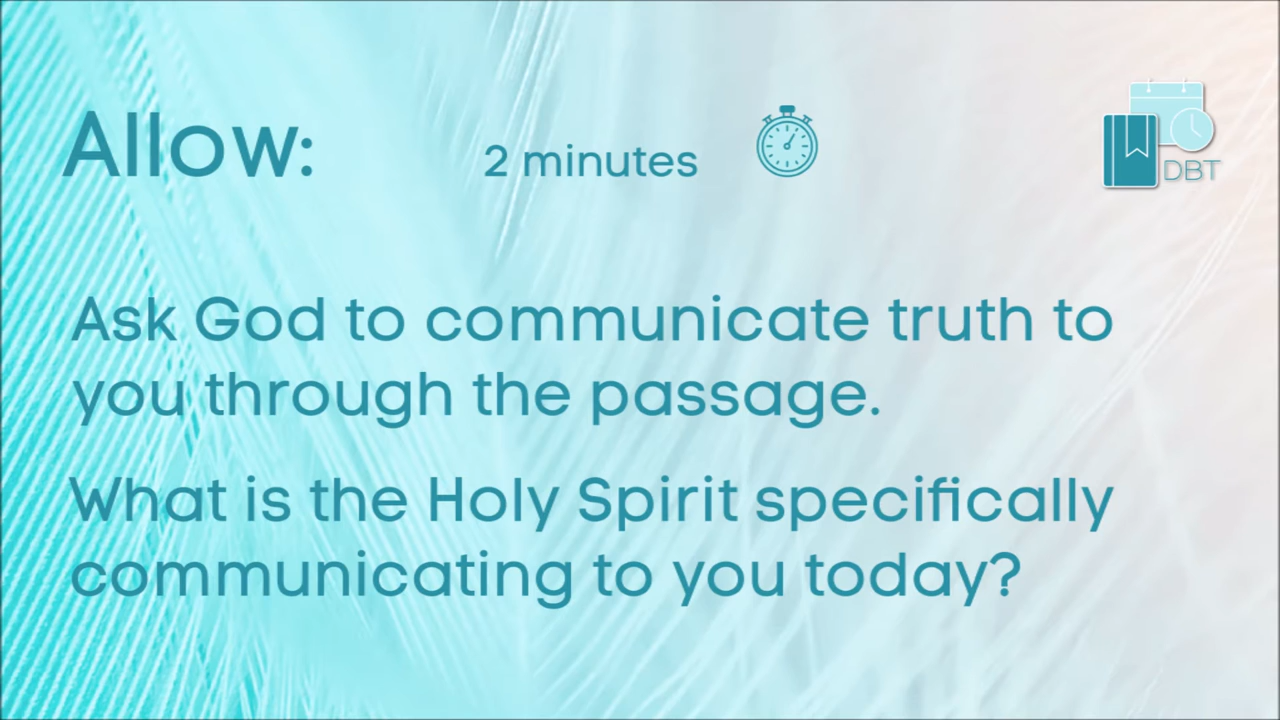 Allow:
2 minutes
DBT
Ask God to communicate truth to
you through the passage.
What is the Holy Spirit specifically
communicating to you today?